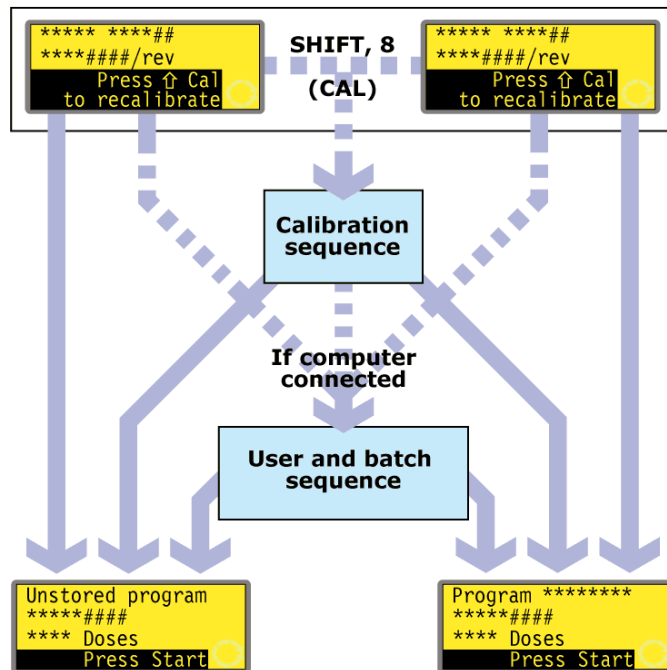 ***** ****##
****####/rev
Press ⇧ Cal
to recalibrate
SHIFT, 8
(CAL)
***** ****##
****####/rev
Press ⇧ Cal
to recalibrate
Calibration
sequence
If computer
connected
User and batch
sequence
Unstored program
*****####
**** Doses
Press Start
Program ********
*****####
**** Doses
Press Start